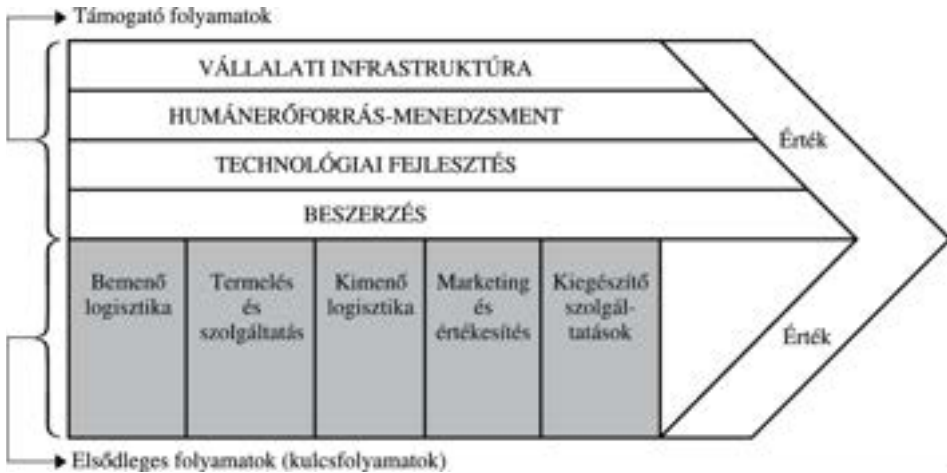 Támogató folyamatok
VÁLLALATI INFRASTRUKTÚRA
HUMÁNERŐFORRÁS-MENEDZSMENT
TECHNOLÓGIAI FEJLESZTÉS
BESZERZÉS
Érték
Bemenő
logisztika
Termelés
és
szolgáltatás
Kimenő
logisztika
Marketing
és
értékesítés
Kiegészítő
szolgál-
tatások
Érték
Elsődleges folyamatok (kulcsfolyamatok)